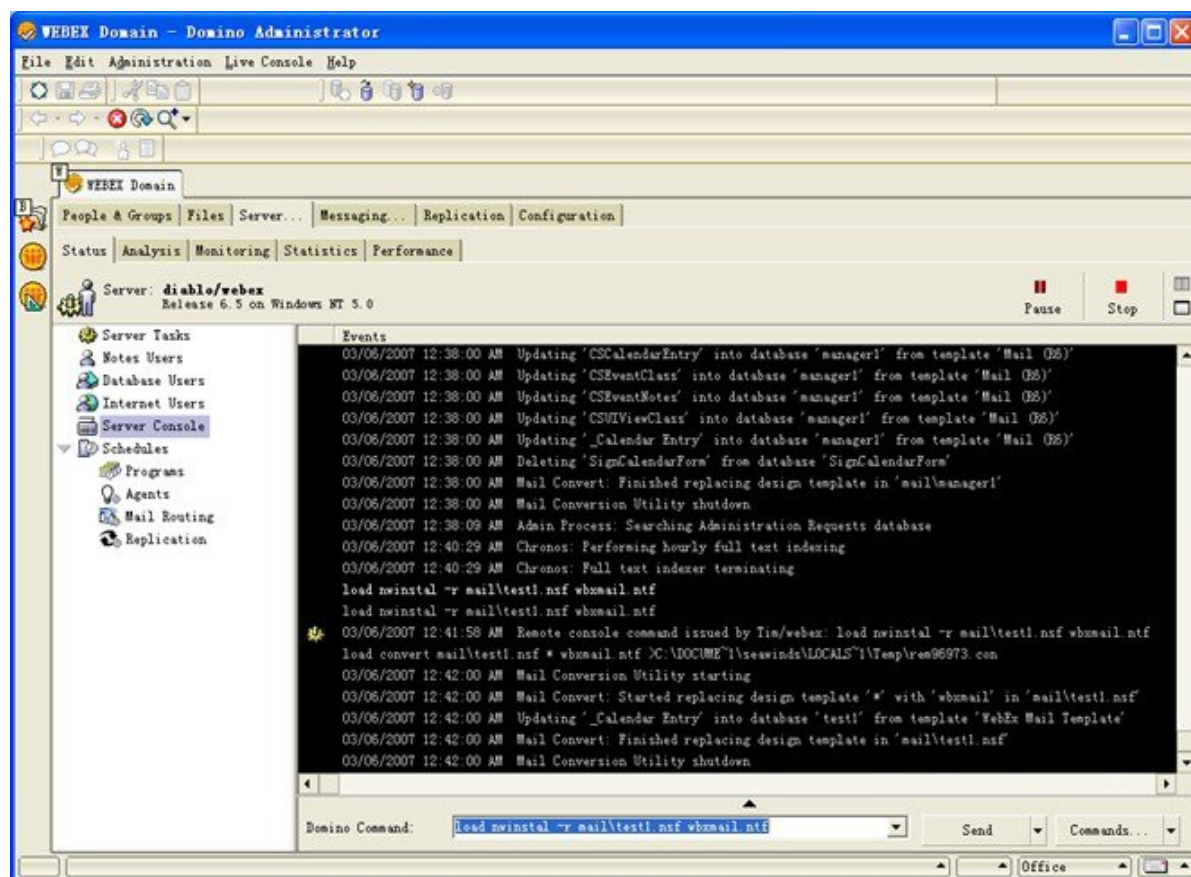 WEBEX Domain - Domino Administrator
File Edit Administration Live Console Help
WEBEX Domain
People & Groups Files Server... Messaging... Replication Configuration
Status Analysis Monitoring Statistics Performance
Server: diablo/webex
Release 6.5 on Windows NT 5.0
Pause Stop
Server Tasks
Notes Users
Database Users
Internet Users
Server Console
Schedules
Programs
Agents
Mail Routing
Replication
Events
03/06/2007 12:38:00 AM Updating 'CSCalendarEntry' into database 'manager1' from template 'Mail (R6)'
03/06/2007 12:38:00 AM Updating 'CSEventClass' into database 'manager1' from template 'Mail (R6)'
03/06/2007 12:38:00 AM Updating 'CSEventNotes' into database 'manager1' from template 'Mail (R6)'
03/06/2007 12:38:00 AM Updating 'CSUIViewClass' into database 'manager1' from template 'Mail (R6)'
03/06/2007 12:38:00 AM Updating '_Calendar Entry' into database 'manager1' from template 'Mail (R6)'
03/06/2007 12:38:00 AM Deleting 'SignCalendarForm' from database 'SignCalendarForm'
03/06/2007 12:38:00 AM Mail Convert: Finished replacing design template in 'mail\manager1'
03/06/2007 12:38:00 AM Mail Conversion Utility shutdown
03/06/2007 12:38:09 AM Admin Process: Searching Administration Requests database
03/06/2007 12:40:29 AM Chronos: Performing hourly full text indexing
03/06/2007 12:40:29 AM Chronos: Full text indexer terminating
load nwinstal -r mail\test1.nsf wbxmail.ntf
load nwinstal -r mail\test1.nsf wbxmail.ntf
03/06/2007 12:41:58 AM Remote console command issued by Tim/webex: load nwinstal -r mail\test1.nsf wbxmail.ntf
load convert mail\test1.nsf * wbxmail.ntf >C:\DOCUME~1\seawinds\LOCALS~1\Temp\rem96973.con
03/06/2007 12:42:00 AM Mail Conversion Utility starting
03/06/2007 12:42:00 AM Mail Convert: Started replacing design template '*' with 'wbxmail' in 'mail\test1.nsf'
03/06/2007 12:42:00 AM Updating '_Calendar Entry' into database 'test1' from template 'WebEx Mail Template'
03/06/2007 12:42:00 AM Mail Convert: Finished replacing design template in 'mail\test1.nsf'
03/06/2007 12:42:00 AM Mail Conversion Utility shutdown
Domino Command: load nwinstal -r mail\test1.nsf wbxmail.ntf Send Commands...
Office